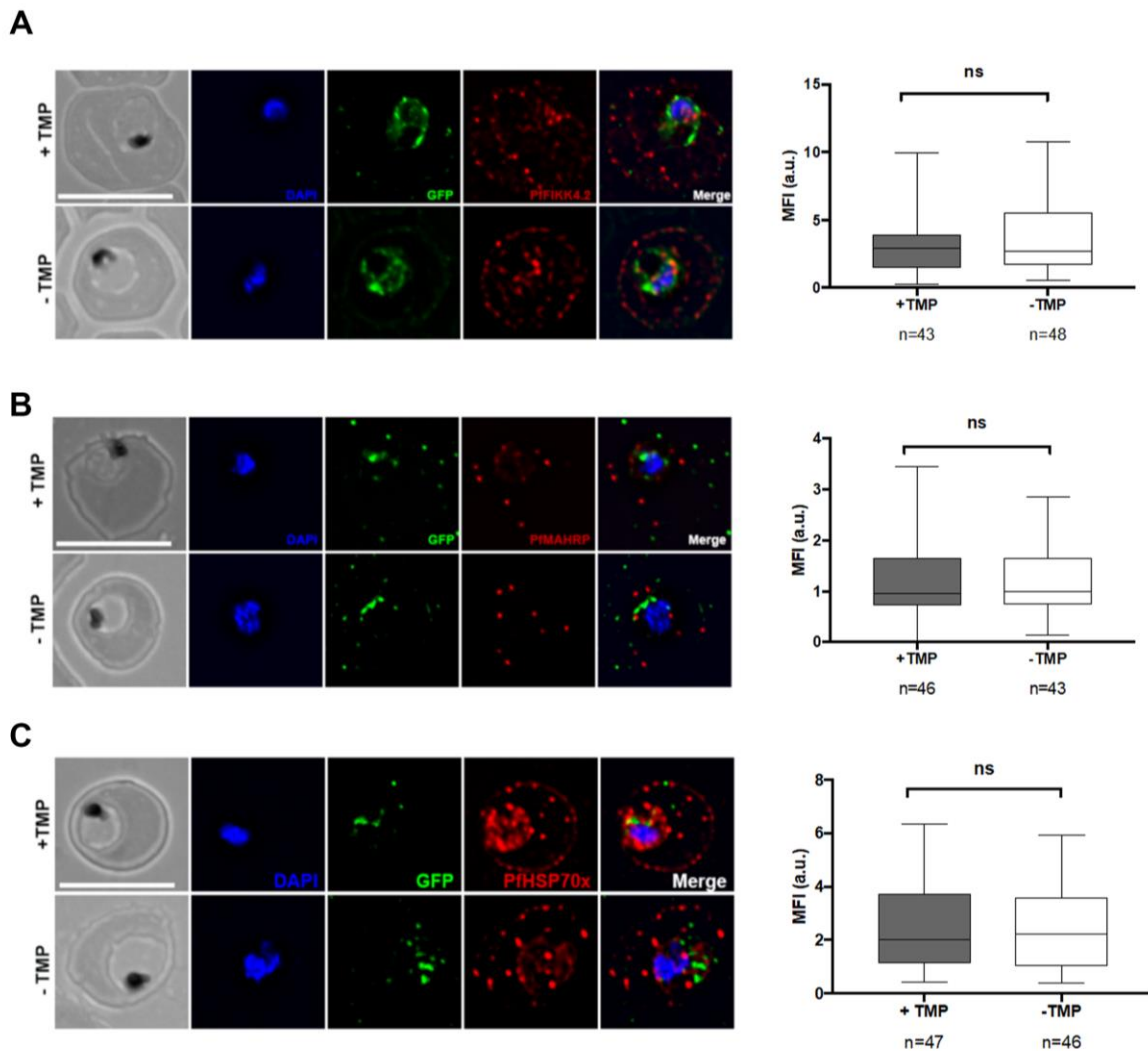 A
+ TMP
DAPI
GFP
PfFIKK4.2
Merge
- TMP
ns
15
10
5
0
MFI (a.u.)
+TMP
-TMP
n=43
n=48
B
+ TMP
DAPI
GFP
PfMAHRP
Merge
- TMP
ns
4
3
2
1
0
MFI (a.u.)
+TMP
-TMP
n=46
n=43
C
+TMP
DAPI
GFP
PfHSP70x
Merge
- TMP
ns
8
6
4
2
0
MFI (a.u.)
+ TMP
-TMP
n=47
n=46